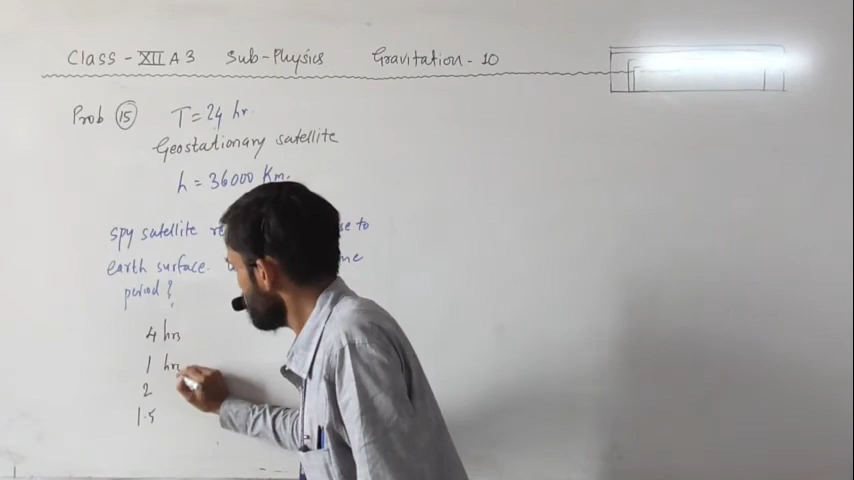 Class - XII A 3 Sub-Physics Gravitation - 10
Prob 15 T = 24 hr.
Geostationary satellite
h = 36000 Km.
spy satellite to
earth surface.
period?
4 hrs
1 hr
2
1.5